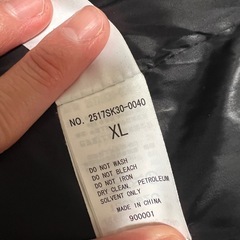 NO. 2517SK30-0040
XL
DO NOT WASH
DO NOT BLEACH
DO NOT IRON
DRY CLEAN, PETROLEUM
SOLVENT ONLY
MADE IN CHINA
900001